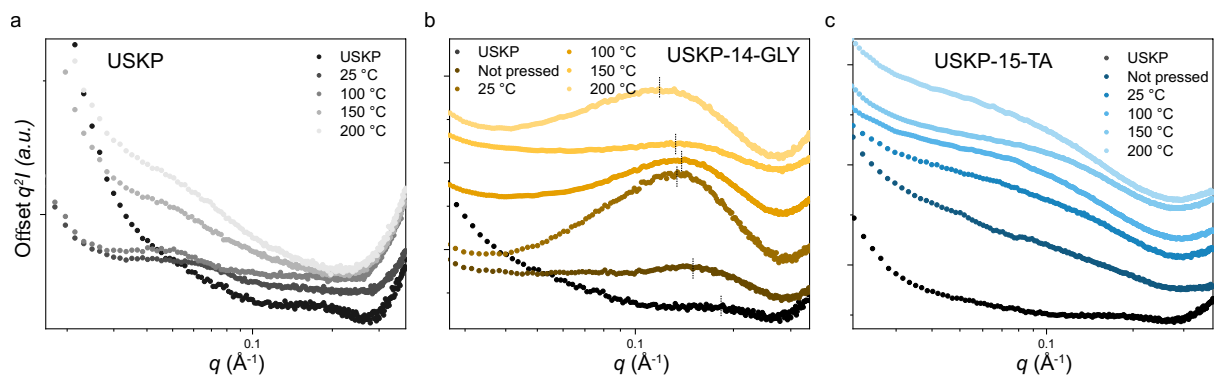 a
USKP
USKP
25 °C
100 °C
150 °C
200 °C
Offset q²I (a.u.)
0.1
q (Å⁻¹)
b
USKP
Not pressed
25 °C
100 °C
150 °C
200 °C
USKP-14-GLY
0.1
q (Å⁻¹)
c
USKP-15-TA
USKP
Not pressed
25 °C
100 °C
150 °C
200 °C
0.1
q (Å⁻¹)